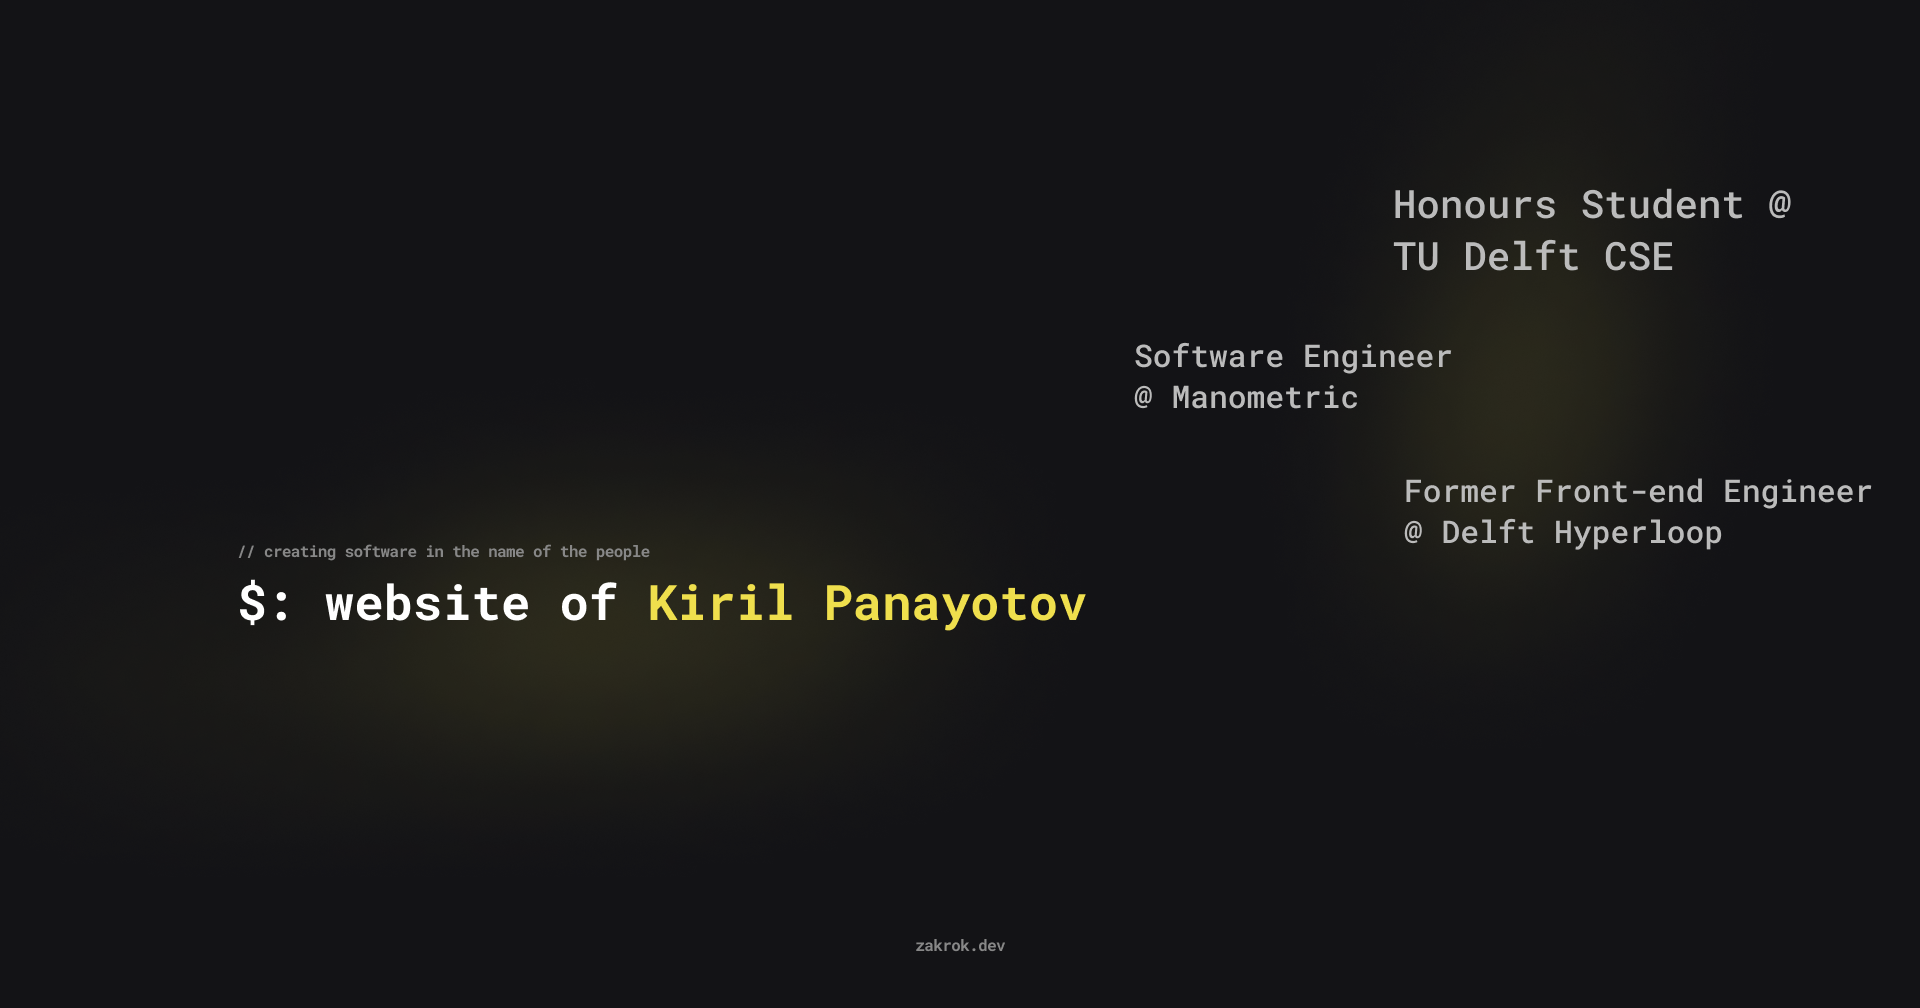 Honours Student @
TU Delft CSE
Software Engineer
@ Manometric
Former Front-end Engineer
@ Delft Hyperloop
// creating software in the name of the people
$: website of Kiril Panayotov
zakrok.dev